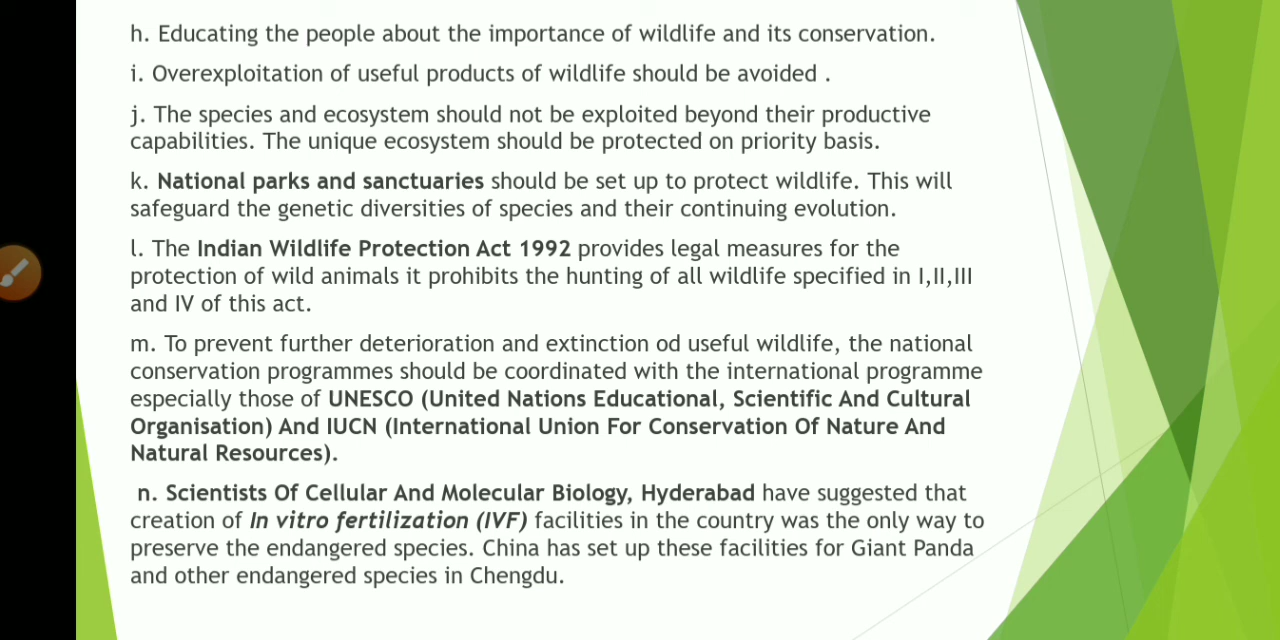 h. Educating the people about the importance of wildlife and its conservation.
i. Overexploitation of useful products of wildlife should be avoided .
j. The species and ecosystem should not be exploited beyond their productive
capabilities. The unique ecosystem should be protected on priority basis.
k. National parks and sanctuaries should be set up to protect wildlife. This will
safeguard the genetic diversities of species and their continuing evolution.
l. The Indian Wildlife Protection Act 1992 provides legal measures for the
protection of wild animals it prohibits the hunting of all wildlife specified in I,II,III
and IV of this act.
m. To prevent further deterioration and extinction od useful wildlife, the national
conservation programmes should be coordinated with the international programme
especially those of UNESCO (United Nations Educational, Scientific And Cultural
Organisation) And IUCN (International Union For Conservation Of Nature And
Natural Resources).
n. Scientists Of Cellular And Molecular Biology, Hyderabad have suggested that
creation of In vitro fertilization (IVF) facilities in the country was the only way to
preserve the endangered species. China has set up these facilities for Giant Panda
and other endangered species in Chengdu.